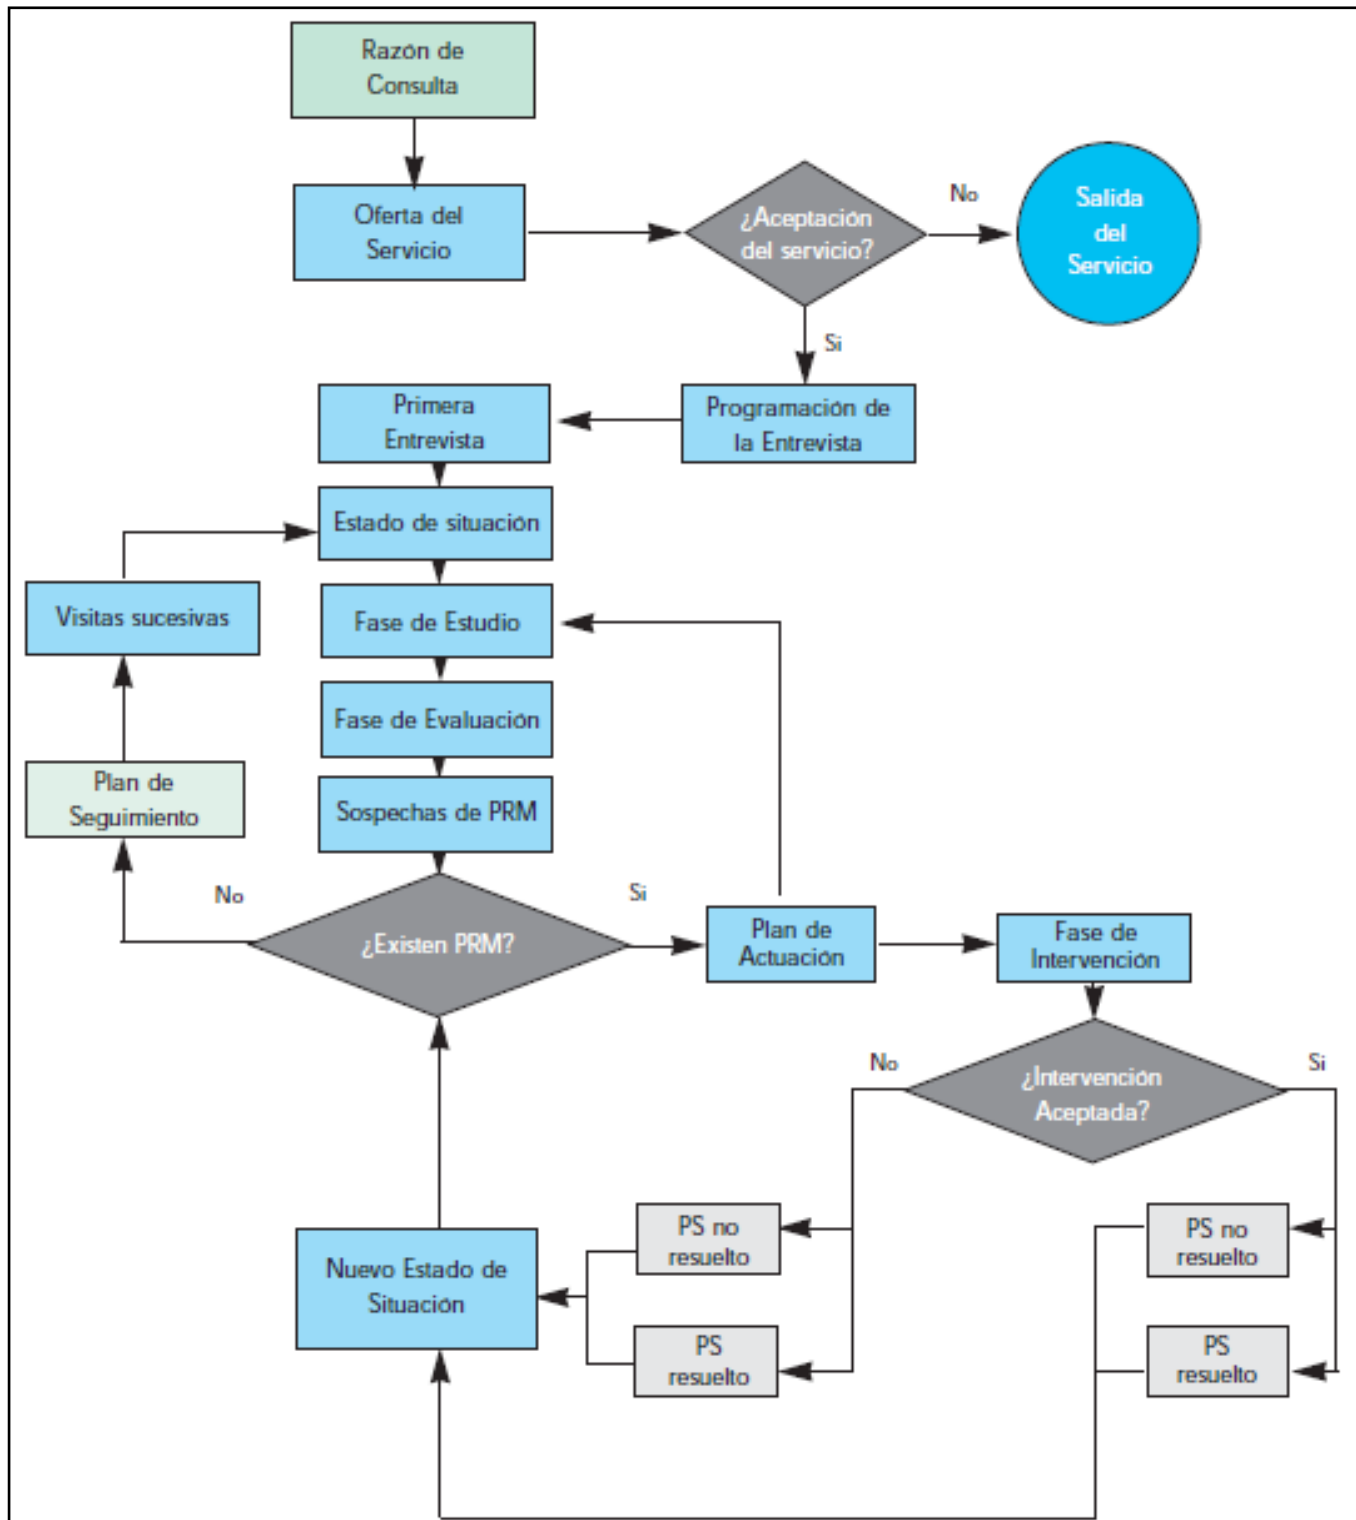 Razón de
Consulta
Oferta del
Servicio
¿Aceptación
del servicio?
No
Salida
del
Servicio
Si
Programación de
la Entrevista
Primera
Entrevista
Estado de situación
Visitas sucesivas
Fase de Estudio
Fase de Evaluación
Plan de
Seguimiento
Sospechas de PRM
No
¿Existen PRM?
Si
Plan de
Actuación
Fase de
Intervención
No
¿Intervención
Aceptada?
Si
PS no
resuelto
PS no
resuelto
Nuevo Estado de
Situación
PS
resuelto
PS
resuelto